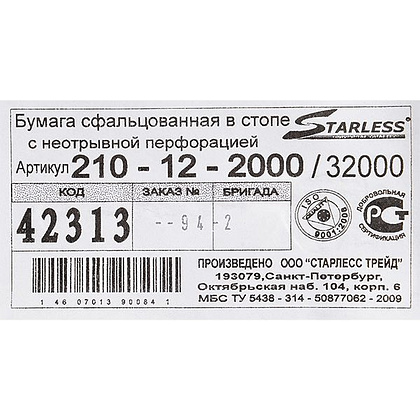 Бумага сфальцованная в стопе STARLESS
с неотрывной перфорацией
Артикул 210 - 12 - 2000 / 32000
КОД ЗАКАЗ № БРИГАДА
42313 --94-2
ISO
9001:2008
ДОБРОВОЛЬНАЯ
РСТ
СЕРТИФИКАЦИЯ
ПРОИЗВЕДЕНО ООО "СТАРЛЕСС ТРЕЙД"
193079,Санкт-Петербург,
Октябрьская наб. 104, корп. 6
МБС ТУ 5438 - 314 - 50877062 - 2009
1 46 07013 90084 1